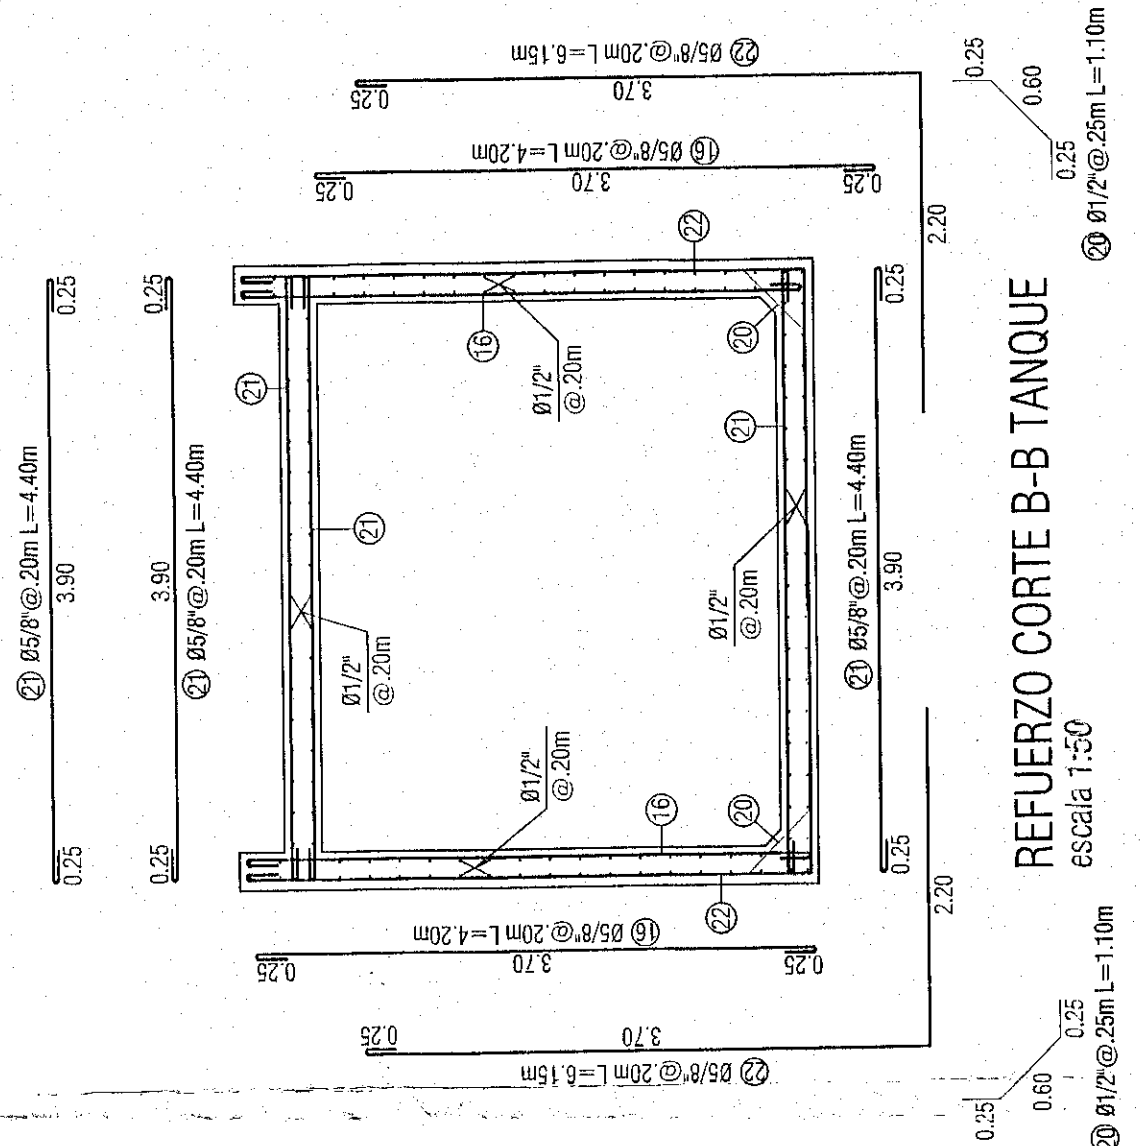 ㉑ Ø5/8"@.20m L=4.40m
3.90
0.25
0.25
3.90
0.25
0.25
㉑ Ø5/8"@.20m L=4.40m
㉒ Ø5/8"@.20m L=6.15m
3.70
0.25
2.20
⑯ Ø5/8"@.20m L=4.20m
3.70
0.25
0.25
㉑
㉑
Ø1/2"
@.20m
⑯
㉒
Ø1/2"
@.20m
⑳
㉑
Ø1/2"
@.20m
Ø1/2"
@.20m
⑯
⑳
㉒
⑯ Ø5/8"@.20m L=4.20m
3.70
0.25
0.25
㉒ Ø5/8"@.20m L=6.15m
3.70
0.25
2.20
㉑ Ø5/8"@.20m L=4.40m
3.90
0.25
0.25
REFUERZO CORTE B-B TANQUE
escala 1:50
0.25
0.60
0.25
⑳ Ø1/2"@.25m L=1.10m
0.25
0.60
0.25
⑳ Ø1/2"@.25m L=1.10m